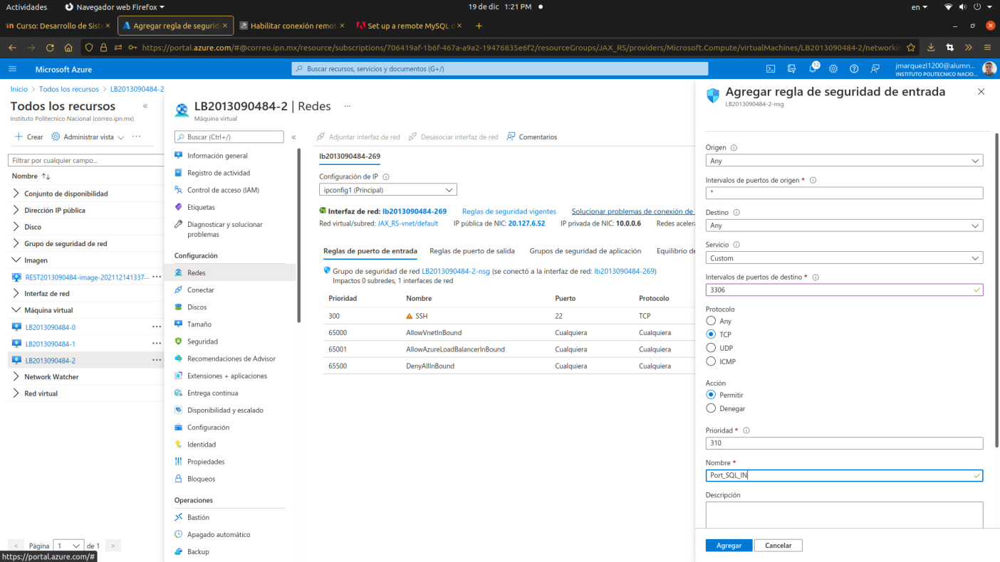 Actividades
Navegador web Firefox
19 de dic 1:21 PM
en
Curso: Desarrollo de Siste
Agregar regla de segurida
Habilitar conexión remot
Set up a remote MySQL d
https://portal.azure.com/#@correo.ipn.mx/resource/subscriptions/706419af-1b6f-467a-a9a2-19476835e6f2/resourceGroups/JAX_RS/providers/Microsoft.Compute/virtualMachines/LB2013090484-2/networkin
Microsoft Azure
Buscar recursos, servicios y documentos (G+/)
12
jmarquezl1200@alumn...
INSTITUTO POLITECNICO NACIO...
Inicio > Todos los recursos > LB2013090484-2
Todos los recursos
Instituto Politecnico Nacional (correo.ipn.mx)
Crear
Administrar vista
Filtrar por cualquier campo...
Nombre
Conjunto de disponibilidad
Dirección IP pública
Disco
Grupo de seguridad de red
Imagen
REST2013090484-image-202112141337...
Interfaz de red
Máquina virtual
LB2013090484-0
LB2013090484-1
LB2013090484-2
Network Watcher
Red virtual
< Página 1 de 1 >
https://portal.azure.com/#
LB2013090484-2 | Redes ...
Máquina virtual
Buscar (Ctrl+/)
Información general
Registro de actividad
Control de acceso (IAM)
Etiquetas
Diagnosticar y solucionar
problemas
Configuración
Redes
Conectar
Discos
Tamaño
Seguridad
Recomendaciones de Advisor
Extensiones + aplicaciones
Entrega continua
Disponibilidad y escalado
Configuración
Identidad
Propiedades
Bloqueos
Operaciones
Bastión
Apagado automático
Backup
Adjuntar interfaz de red
Desasociar interfaz de red
Comentarios
lb2013090484-269
Configuración de IP
ipconfig1 (Principal)
Interfaz de red: lb2013090484-269
Reglas de seguridad vigentes
Solucionar problemas de conexión de
Red virtual/subred: JAX_RS-vnet/default
IP pública de NIC: 20.127.6.52
IP privada de NIC: 10.0.0.6
Redes acelera
Reglas de puerto de entrada
Reglas de puerto de salida
Grupos de seguridad de aplicación
Equilibrio de
Grupo de seguridad de red LB2013090484-2-nsg (se conectó a la interfaz de red: lb2013090484-269)
Impactos 0 subredes, 1 interfaces de red
Prioridad Nombre Puerto Protocolo
300 SSH 22 TCP
65000 AllowVnetInBound Cualquiera Cualquiera
65001 AllowAzureLoadBalancerInBound Cualquiera Cualquiera
65500 DenyAllInBound Cualquiera Cualquiera
Agregar regla de seguridad de entrada
LB2013090484-2-nsg
Origen
Any
Intervalos de puertos de origen *
*
Destino
Any
Servicio
Custom
Intervalos de puertos de destino *
3306
Protocolo
Any
TCP
UDP
ICMP
Acción
Permitir
Denegar
Prioridad *
310
Nombre *
Port_SQL_IN
Descripción
Agregar
Cancelar